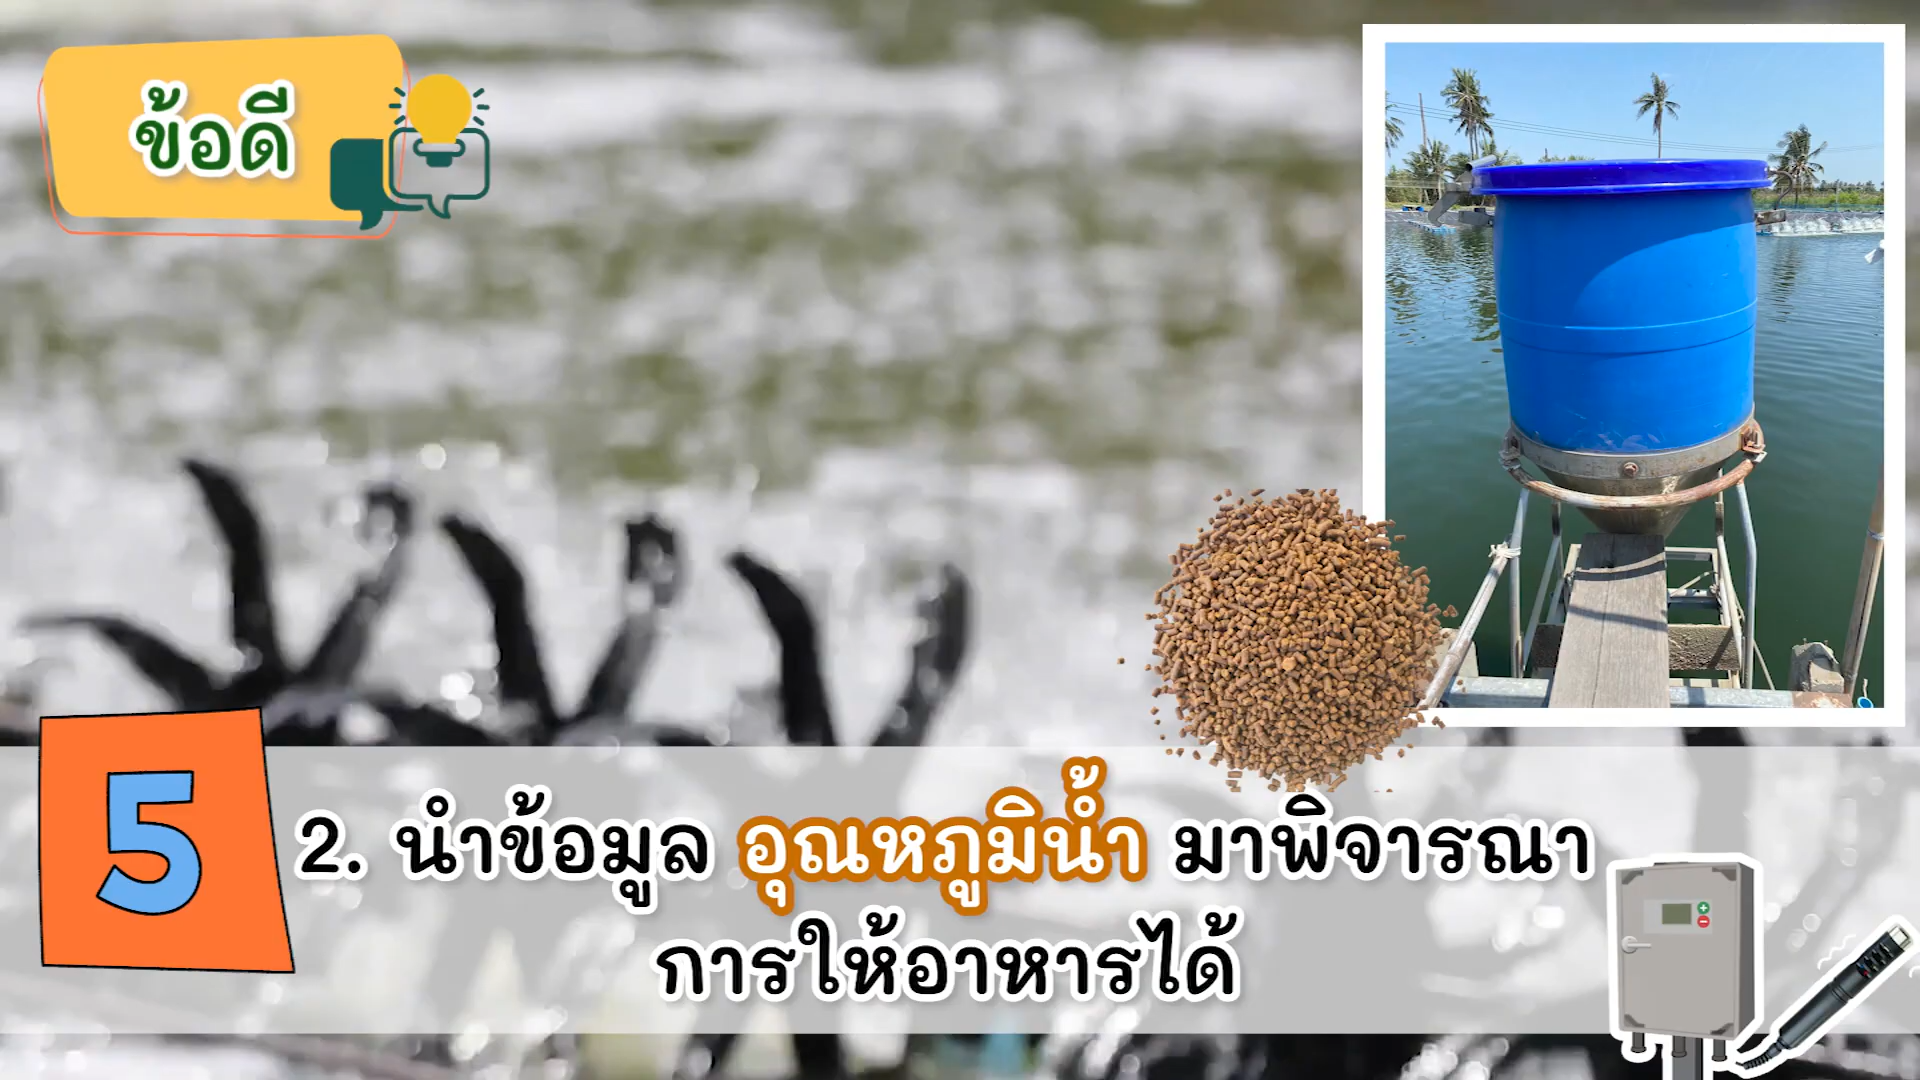 ข้อดี
5
2. นำข้อมูล อุณหภูมิน้ำ มาพิจารณา
การให้อาหารได้